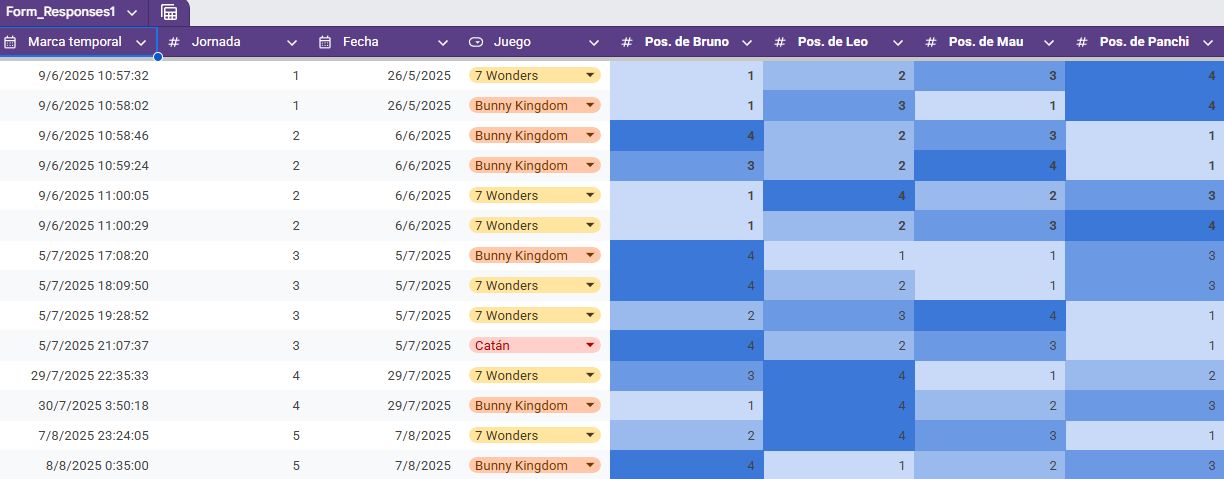 Form_Responses1
Marca temporal # Jornada Fecha Juego # Pos. de Bruno # Pos. de Leo # Pos. de Mau # Pos. de Panchi
9/6/2025 10:57:32 1 26/5/2025 7 Wonders 1 2 3 4
9/6/2025 10:58:02 1 26/5/2025 Bunny Kingdom 1 3 1 4
9/6/2025 10:58:46 2 6/6/2025 Bunny Kingdom 4 2 3 1
9/6/2025 10:59:24 2 6/6/2025 Bunny Kingdom 3 2 4 1
9/6/2025 11:00:05 2 6/6/2025 7 Wonders 1 4 2 3
9/6/2025 11:00:29 2 6/6/2025 7 Wonders 1 2 3 4
5/7/2025 17:08:20 3 5/7/2025 Bunny Kingdom 4 1 1 3
5/7/2025 18:09:50 3 5/7/2025 7 Wonders 4 2 1 3
5/7/2025 19:28:52 3 5/7/2025 7 Wonders 2 3 4 1
5/7/2025 21:07:37 3 5/7/2025 Catán 4 2 3 1
29/7/2025 22:35:33 4 29/7/2025 7 Wonders 3 4 1 2
30/7/2025 3:50:18 4 29/7/2025 Bunny Kingdom 1 4 2 3
7/8/2025 23:24:05 5 7/8/2025 7 Wonders 2 4 3 1
8/8/2025 0:35:00 5 7/8/2025 Bunny Kingdom 4 1 2 3